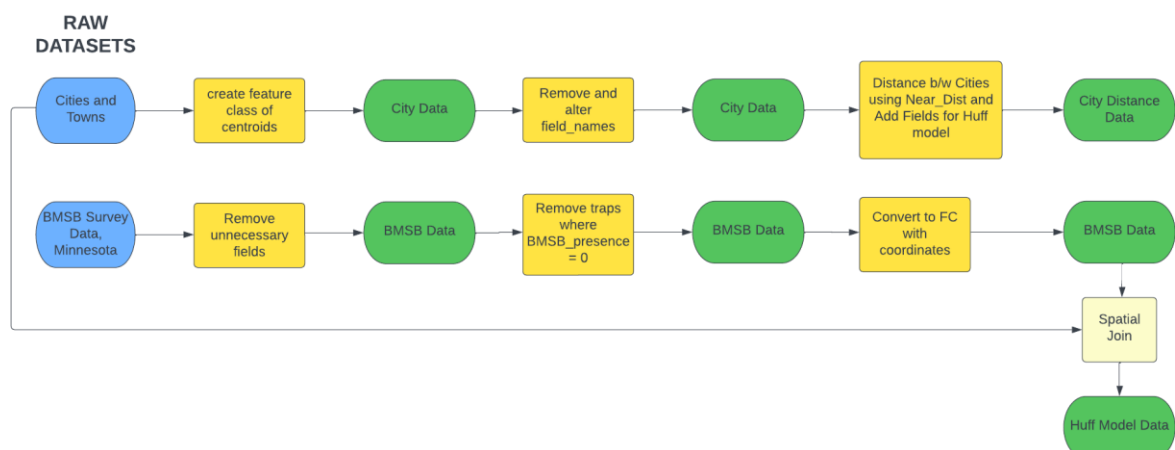 RAW
DATASETS
Cities and
Towns
create feature
class of
centroids
City Data
Remove and
alter
field_names
City Data
Distance b/w Cities
using Near_Dist and
Add Fields for Huff
model
City Distance
Data
BMSB Survey
Data,
Minnesota
Remove
unnecessary
fields
BMSB Data
Remove traps
where
BMSB_presence
= 0
BMSB Data
Convert to FC
with
coordinates
BMSB Data
Spatial
Join
Huff Model Data